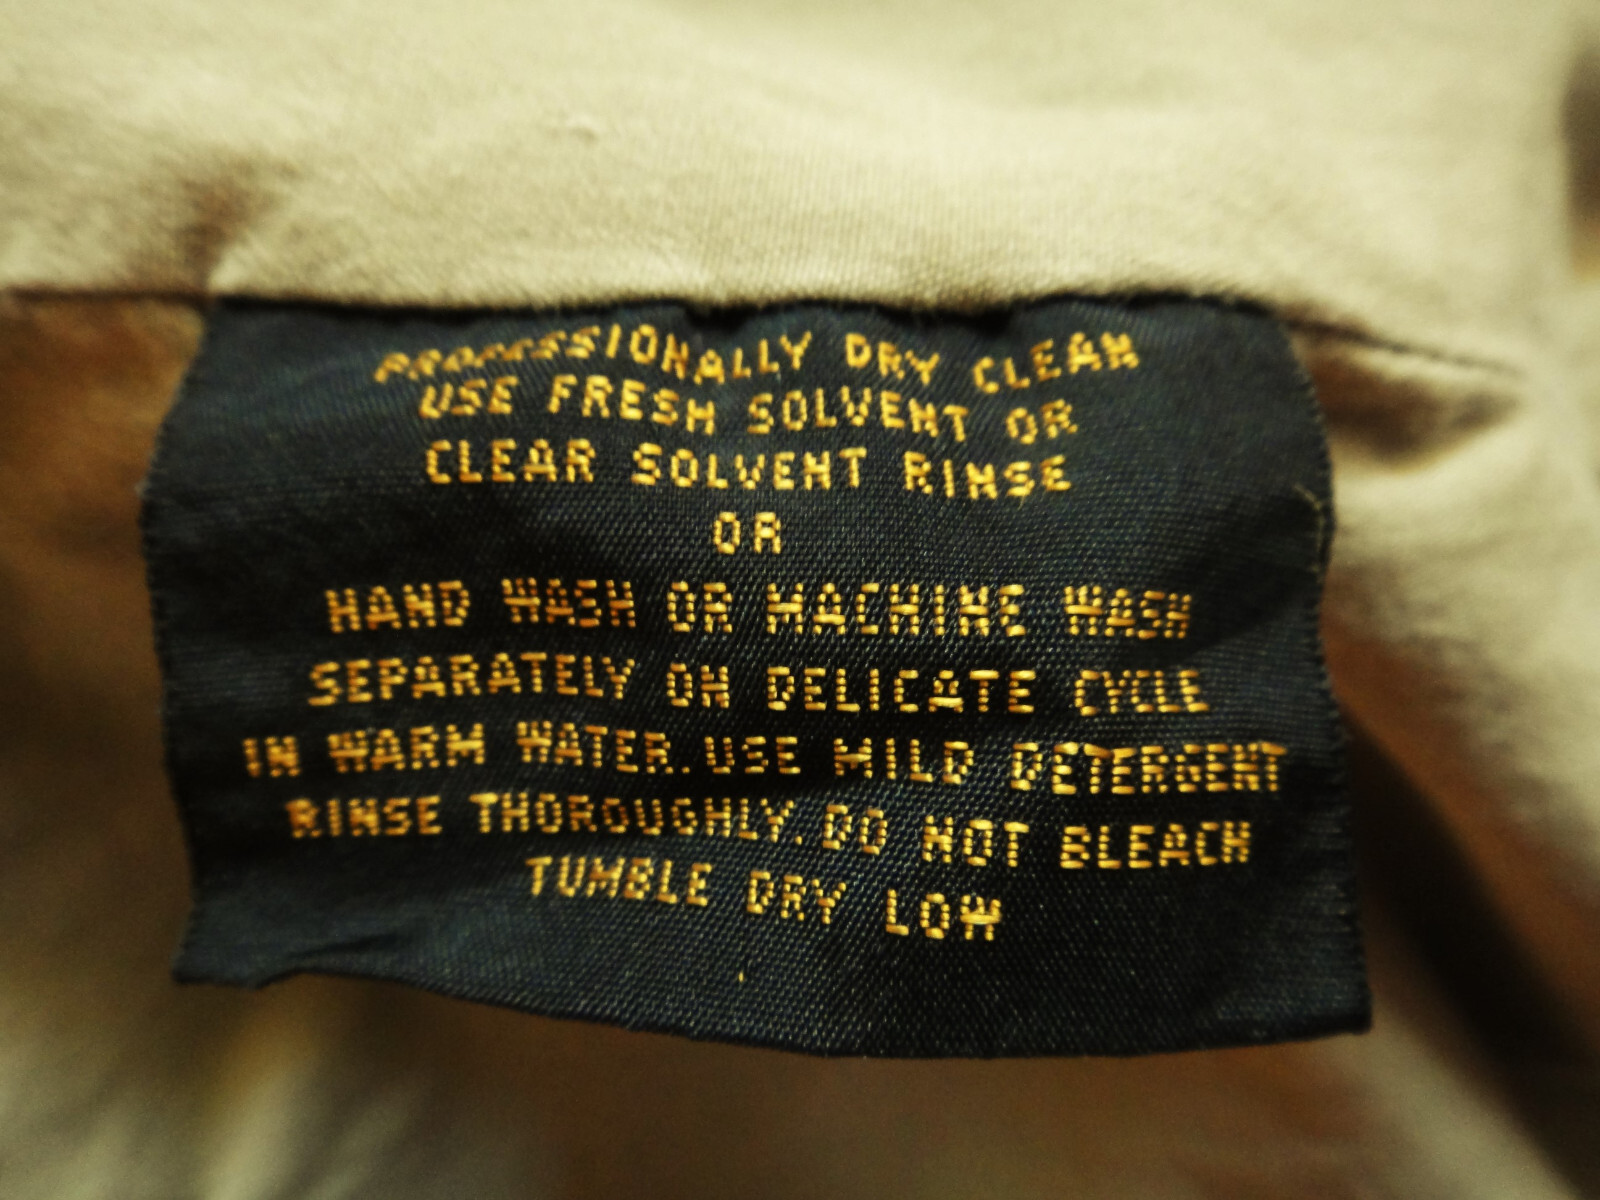 PROFESSIONALLY DRY CLEAN
USE FRESH SOLVENT OR
CLEAR SOLVENT RINSE
OR
HAND WASH OR MACHINE WASH
SEPARATELY ON DELICATE CYCLE
IN WARM WATER. USE MILD DETERGENT
RINSE THOROUGHLY. DO NOT BLEACH
TUMBLE DRY LOW